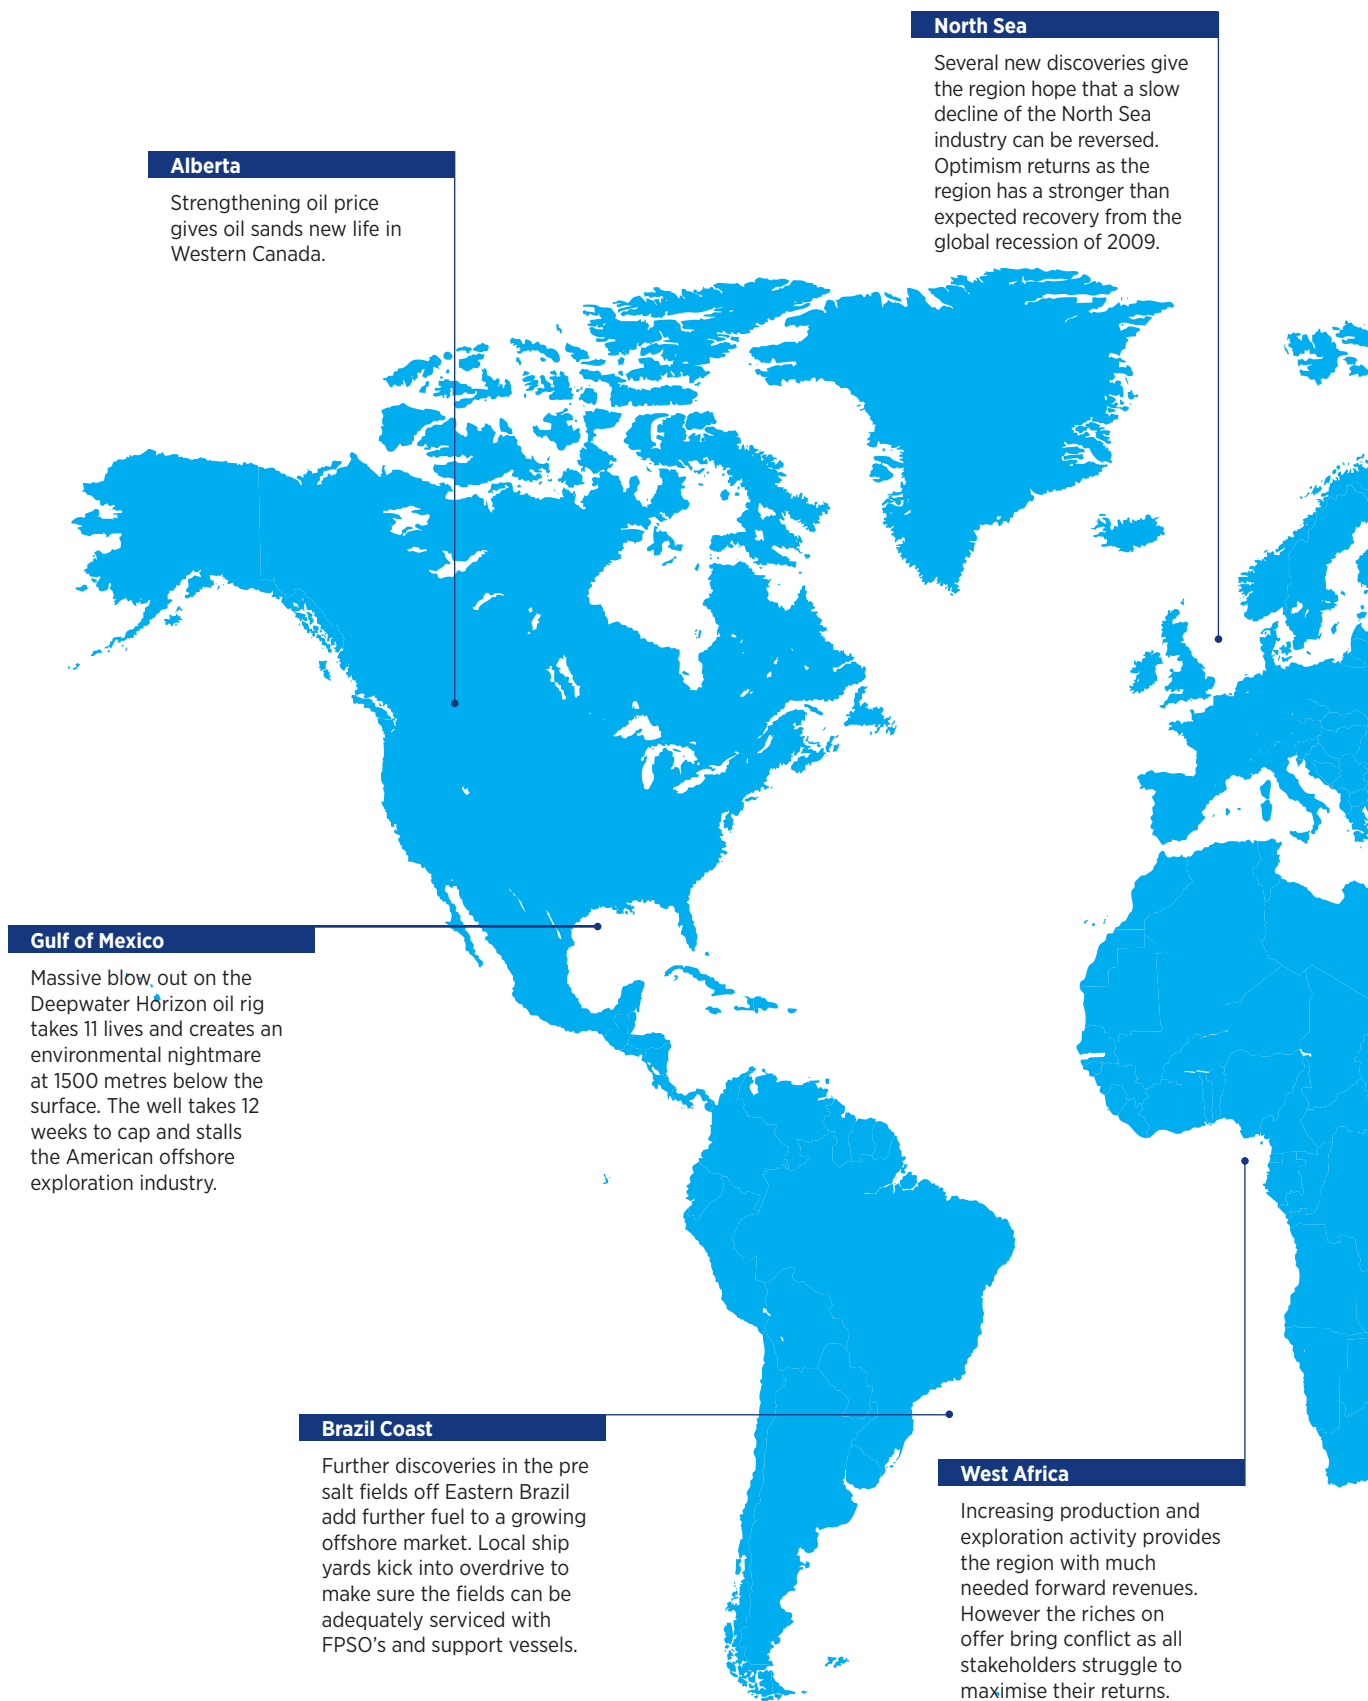 North Sea
Several new discoveries give
the region hope that a slow
decline of the North Sea
industry can be reversed.
Optimism returns as the
region has a stronger than
expected recovery from the
global recession of 2009.
Alberta
Strengthening oil price
gives oil sands new life in
Western Canada.
Gulf of Mexico
Massive blow out on the
Deepwater Horizon oil rig
takes 11 lives and creates an
environmental nightmare
at 1500 metres below the
surface. The well takes 12
weeks to cap and stalls
the American offshore
exploration industry.
Brazil Coast
Further discoveries in the pre
salt fields off Eastern Brazil
add further fuel to a growing
offshore market. Local ship
yards kick into overdrive to
make sure the fields can be
adequately serviced with
FPSO's and support vessels.
West Africa
Increasing production and
exploration activity provides
the region with much
needed forward revenues.
However the riches on
offer bring conflict as all
stakeholders struggle to
maximise their returns.